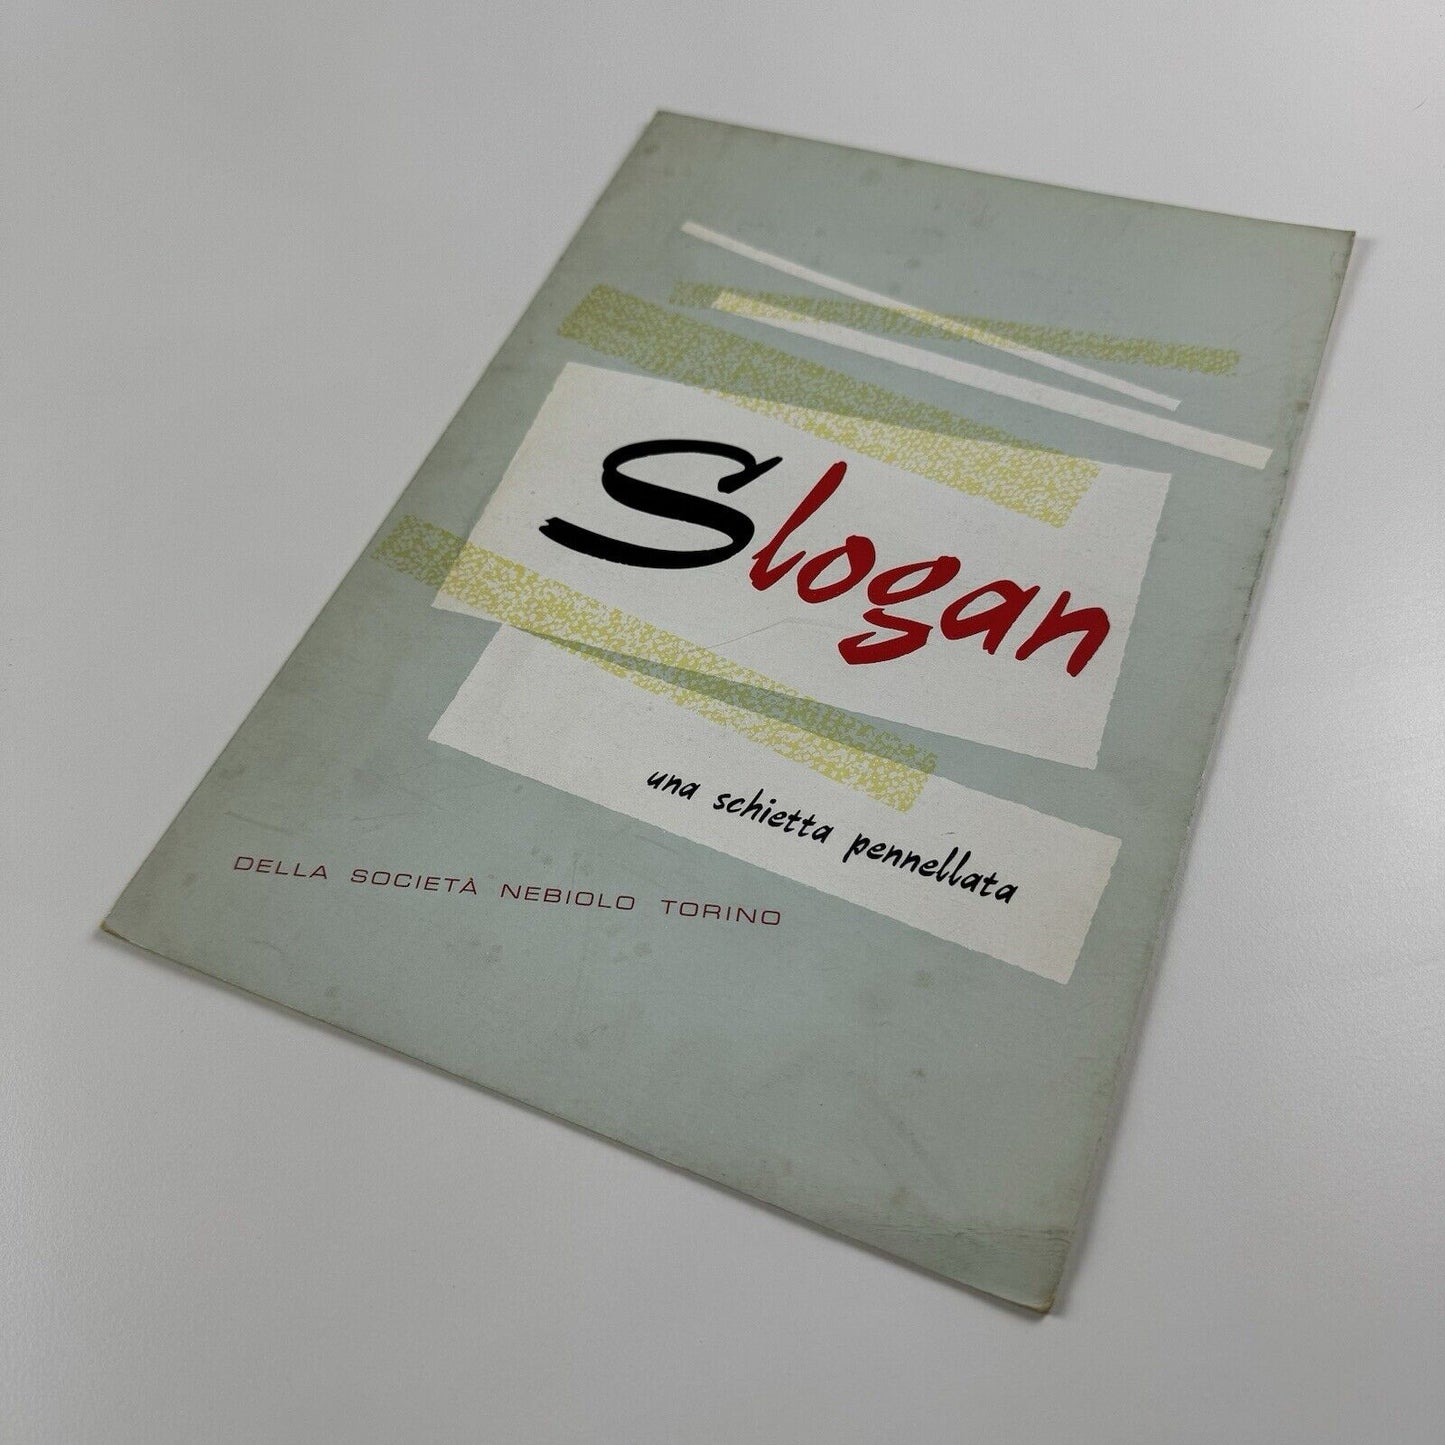 Slogan
una schietta pennellata
DELLA SOCIETÀ NEBIOLO TORINO